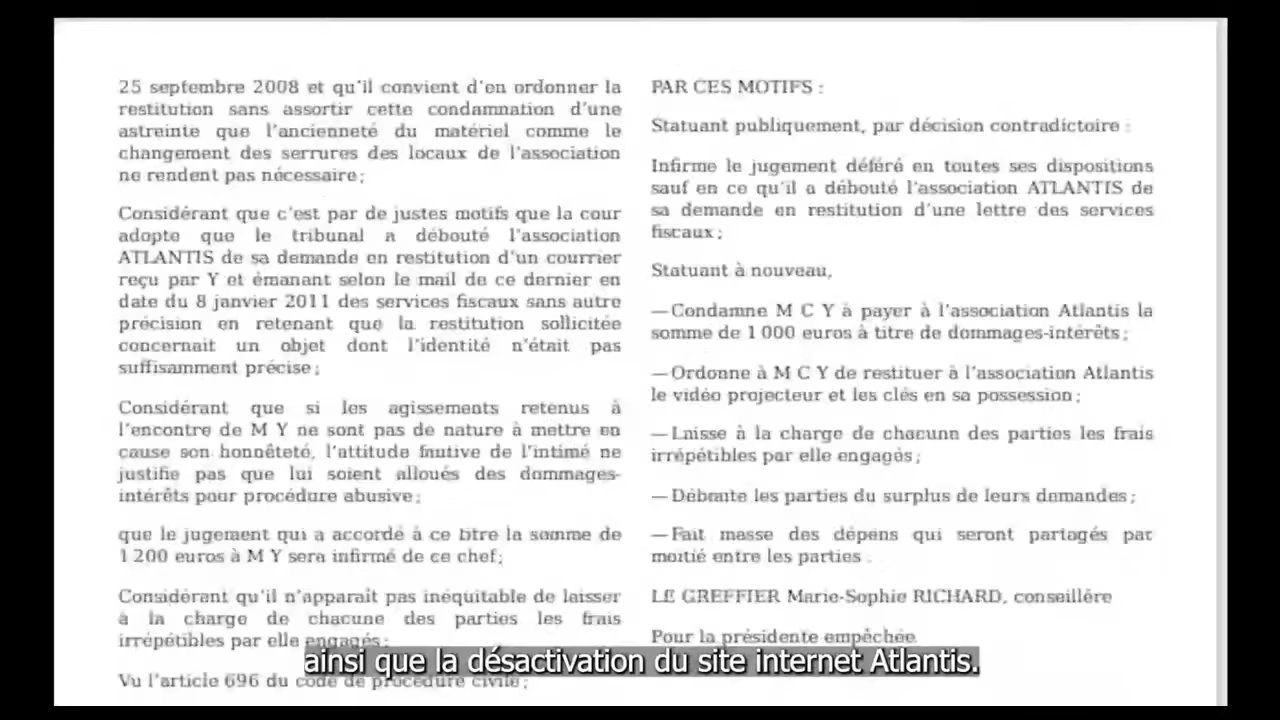 25 septembre 2008 et qu'il convient d'en ordonner la
restitution sans assortir cette condamnation d'une
astreinte que l'ancienneté du matériel comme le
changement des serrures des locaux de l'association
ne rendent pas nécessaire ;
Considérant que c'est par de justes motifs que la cour
adopte que le tribunal a débouté l'association
ATLANTIS de sa demande en restitution d'un courrier
reçu par Y et émanant selon le mail de ce dernier en
date du 8 janvier 2011 des services fiscaux sans autre
précision en retenant que la restitution sollicitée
concernait un objet dont l'identité n'était pas
suffisamment précise ;
Considérant que si les agissements retenus à
l'encontre de M Y ne sont pas de nature à mettre en
cause son honnêteté, l'attitude fautive de l'intimé ne
justifie pas que lui soient alloués des dommages-
intérêts pour procédure abusive ;
que le jugement qui a accordé à ce titre la somme de
1 200 euros à M Y sera infirmé de ce chef ;
Considérant qu'il n'apparaît pas inéquitable de laisser
à la charge de chacune des parties les frais
irrépétibles par elle engagés ;
Vu l'article 696 du code de procédure civile ;
PAR CES MOTIFS :
Statuant publiquement, par décision contradictoire :
Infirme le jugement déféré en toutes ses dispositions
sauf en ce qu'il a débouté l'association ATLANTIS de
sa demande en restitution d'une lettre des services
fiscaux ;
Statuant à nouveau,
— Condamne M C Y à payer à l'association Atlantis la
somme de 1 000 euros à titre de dommages-intérêts ;
— Ordonne à M C Y de restituer à l'association Atlantis
le vidéo projecteur et les clés en sa possession ;
— Laisse à la charge de chacune des parties les frais
irrépétibles par elle engagés ;
— Déboute les parties du surplus de leurs demandes ;
— Fait masse des dépens qui seront partagés par
moitié entre les parties .
LE GREFFIER Marie-Sophie RICHARD, conseillère
Pour la présidente empêchée
ainsi que la désactivation du site internet Atlantis.